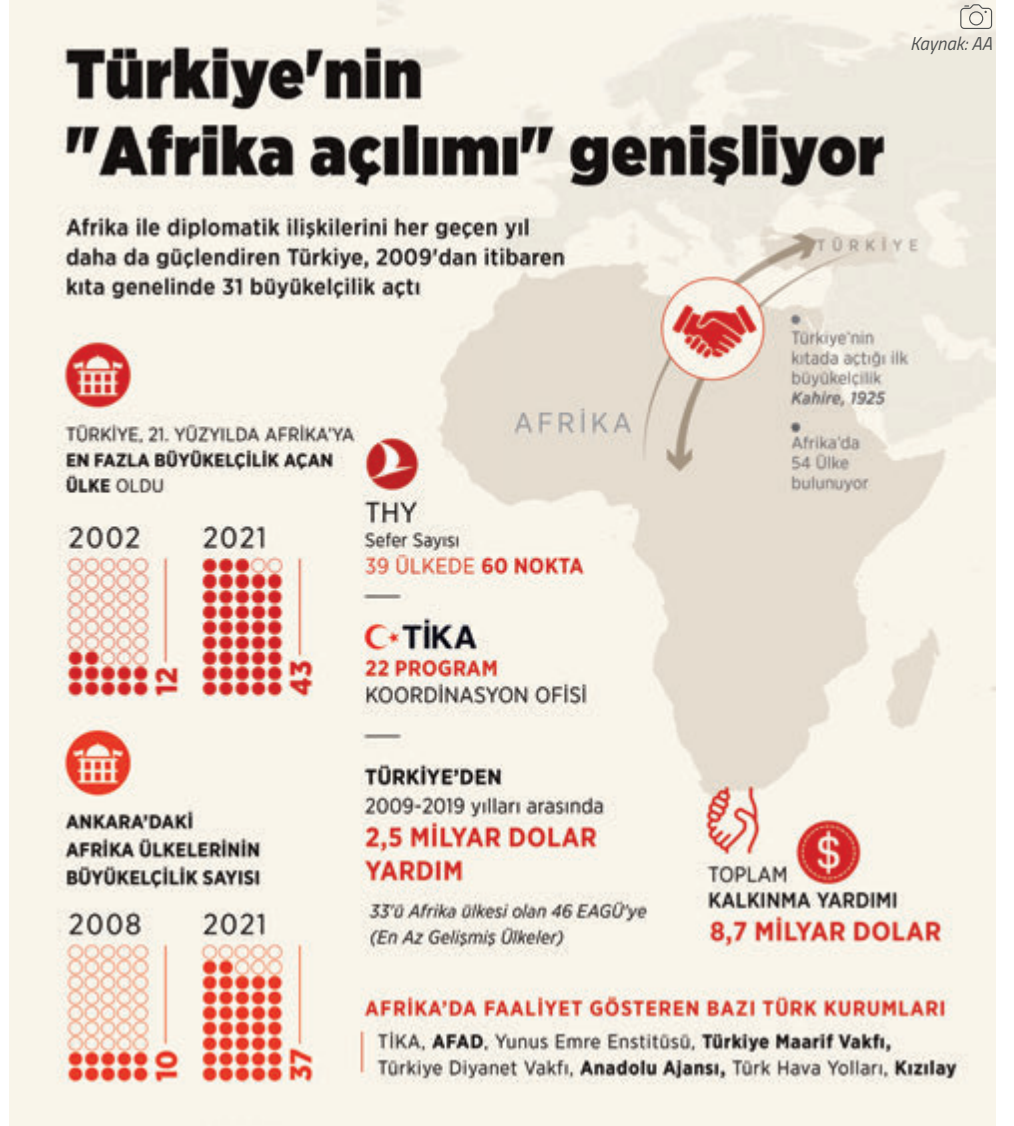 Kaynak: AA
Türkiye'nin
"Afrika açılımı" genişliyor
Afrika ile diplomatik ilişkilerini her geçen yıl
daha da güçlendiren Türkiye, 2009'dan itibaren
kıta genelinde 31 büyükelçilik açtı
TÜRKİYE
AFRİKA
Türkiye'nin
kıtada açtığı ilk
büyükelçilik
Kahire, 1925
Afrika'da
54 Ülke
bulunuyor
TÜRKİYE, 21. YÜZYILDA AFRİKA'YA
EN FAZLA BÜYÜKELÇİLİK AÇAN
ÜLKE OLDU
2002
2021
12
43
THY
Sefer Sayısı
39 ÜLKEDE 60 NOKTA
TİKA
22 PROGRAM
KOORDİNASYON OFİSİ
ANKARA'DAKİ
AFRİKA ÜLKELERİNİN
BÜYÜKELÇİLİK SAYISI
2008
2021
10
37
TÜRKİYE'DEN
2009-2019 yılları arasında
2,5 MİLYAR DOLAR
YARDIM
33'ü Afrika ülkesi olan 46 EAGÜ'ye
(En Az Gelişmiş Ülkeler)
$
TOPLAM
KALKINMA YARDIMI
8,7 MİLYAR DOLAR
AFRİKA'DA FAALİYET GÖSTEREN BAZI TÜRK KURUMLARI
TİKA, AFAD, Yunus Emre Enstitüsü, Türkiye Maarif Vakfı,
Türkiye Diyanet Vakfı, Anadolu Ajansı, Türk Hava Yolları, Kızılay